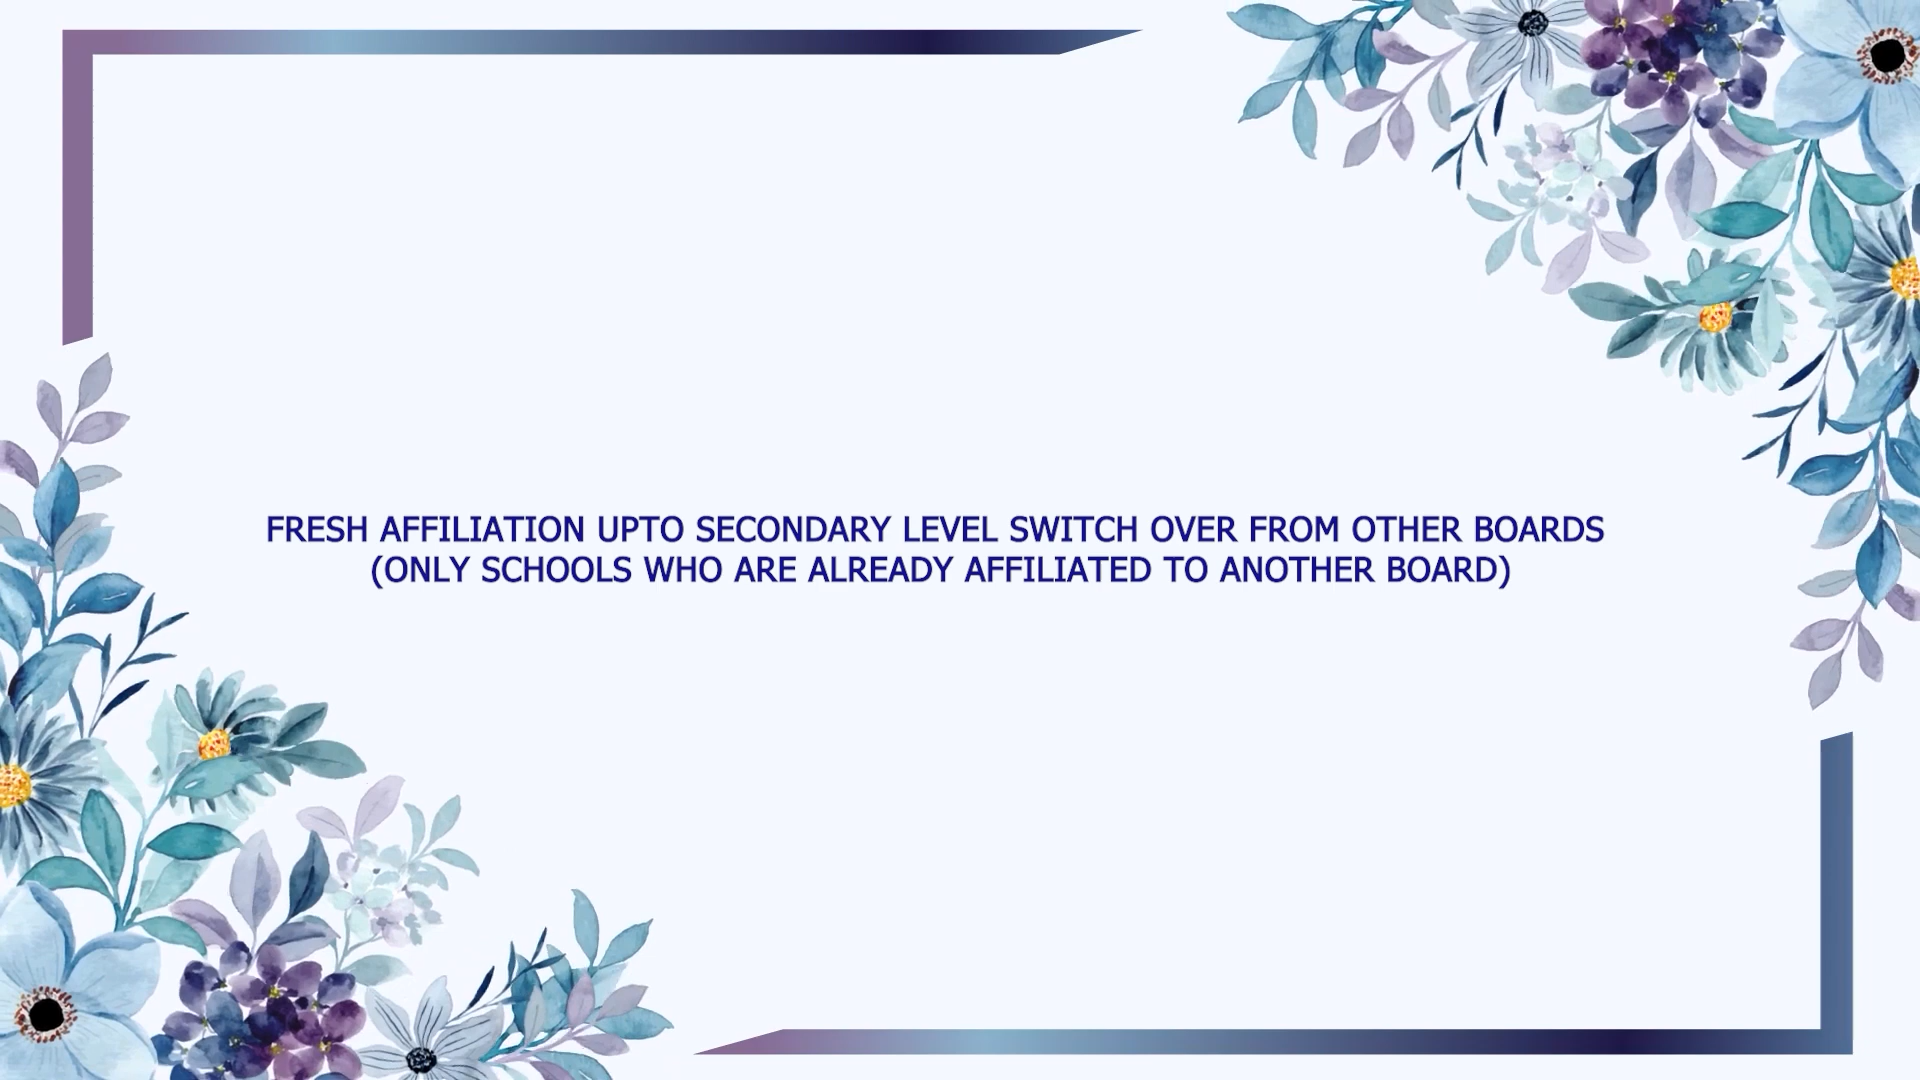 FRESH AFFILIATION UPTO SECONDARY LEVEL SWITCH OVER FROM OTHER BOARDS
(ONLY SCHOOLS WHO ARE ALREADY AFFILIATED TO ANOTHER BOARD)